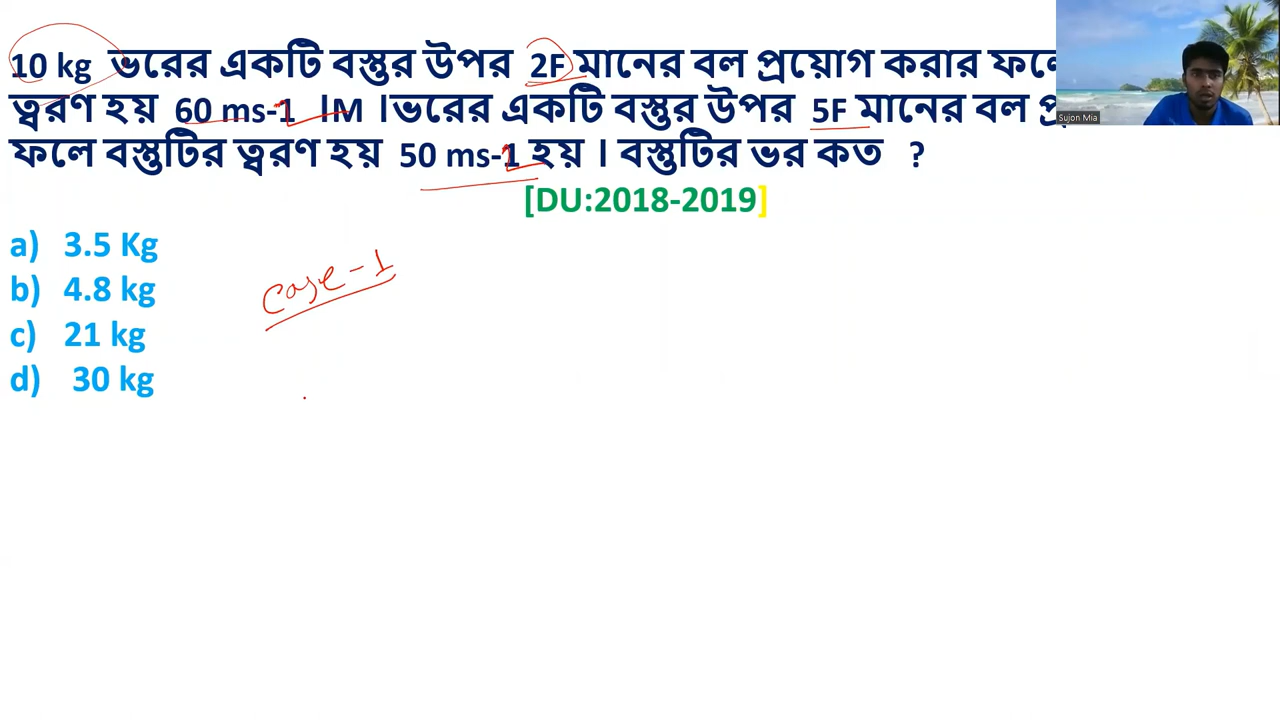 10 kg ভরের একটি বস্তুর উপর 2F মানের বল প্রয়োগ করার ফলে
ত্বরণ হয় 60 ms-1 ।M ।ভরের একটি বস্তুর উপর 5F মানের বল
ফলে বস্তুটির ত্বরণ হয় 50 ms-1 হয় । বস্তুটির ভর কত ?
[DU:2018-2019]
a) 3.5 Kg
b) 4.8 kg
c) 21 kg
d) 30 kg
case-1
Sujon Mia